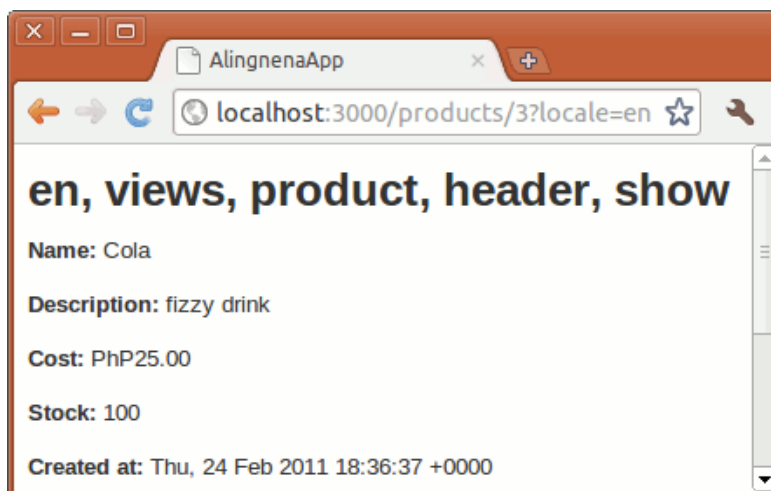 AlingnenaApp
localhost:3000/products/3?locale=en
en, views, product, header, show
Name: Cola
Description: fizzy drink
Cost: PhP25.00
Stock: 100
Created at: Thu, 24 Feb 2011 18:36:37 +0000